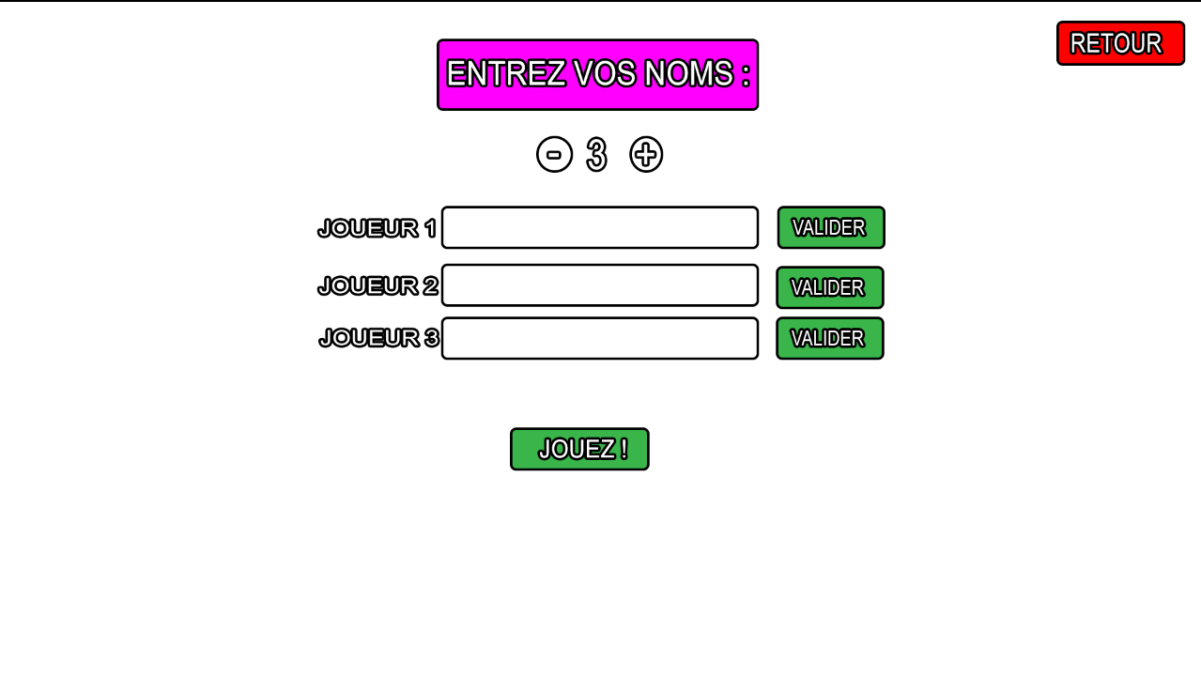 RETOUR
ENTREZ VOS NOMS :
- 3 +
JOUEUR 1 VALIDER
JOUEUR 2 VALIDER
JOUEUR 3 VALIDER
JOUEZ !